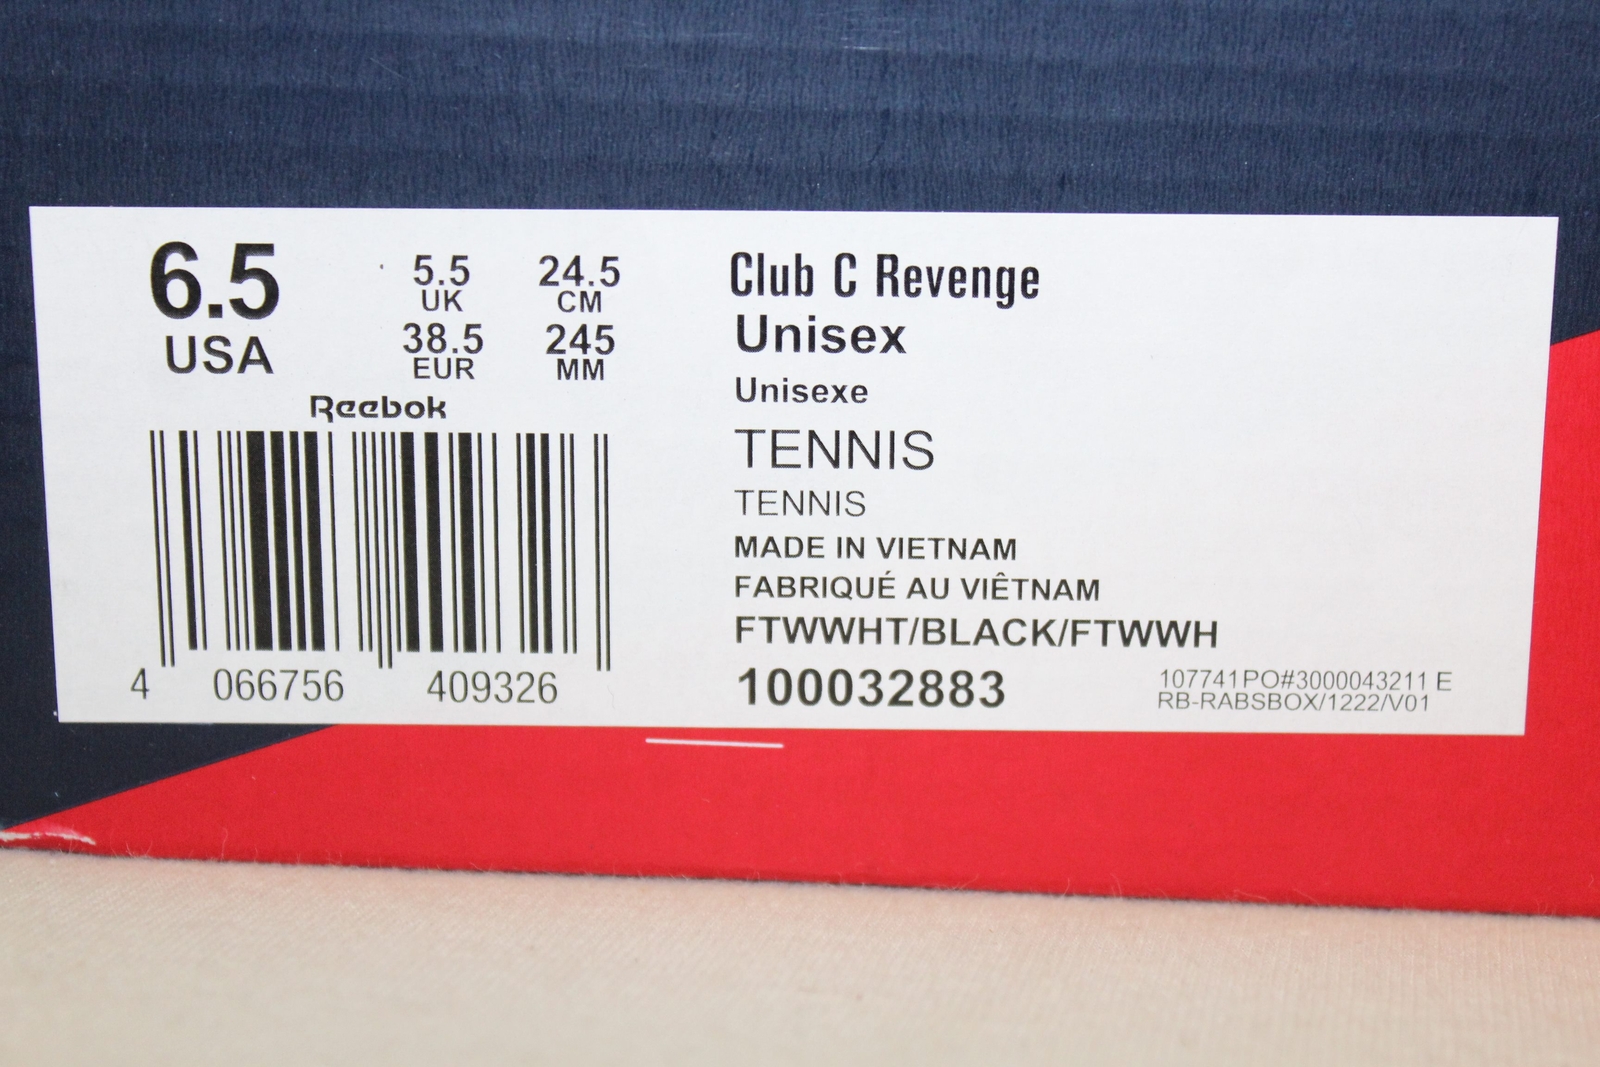 6.5
USA
5.5
UK
24.5
CM
38.5
EUR
245
MM
Reebok
4 066756 409326
Club C Revenge
Unisex
Unisexe
TENNIS
TENNIS
MADE IN VIETNAM
FABRIQUÉ AU VIÊTNAM
FTWWHT/BLACK/FTWWH
100032883
107741PO#3000043211 E
RB-RABSBOX/1222/V01